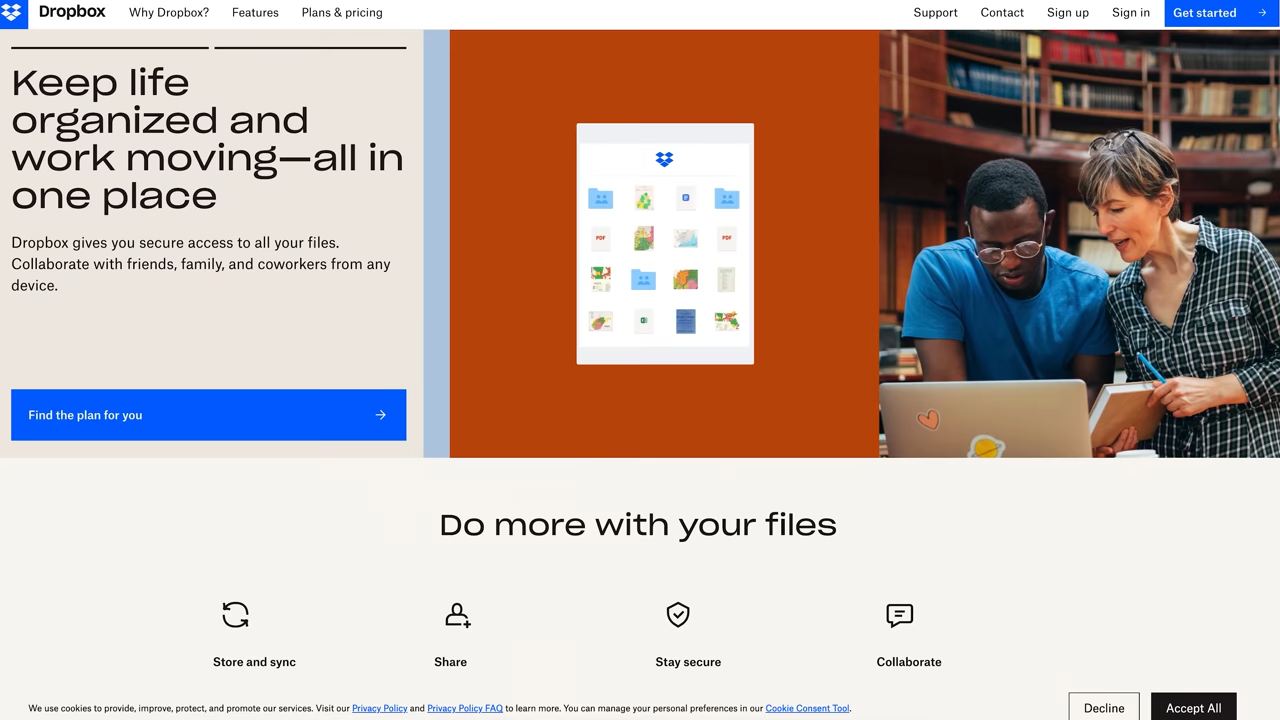 Dropbox
Why Dropbox?
Features
Plans & pricing
Support
Contact
Sign up
Sign in
Get started
Keep life
organized and
work moving—all in
one place
Dropbox gives you secure access to all your files.
Collaborate with friends, family, and coworkers from any
device.
Find the plan for you
PDF
PDF
Do more with your files
Store and sync
Share
Stay secure
Collaborate
We use cookies to provide, improve, protect, and promote our services. Visit our Privacy Policy and Privacy Policy FAQ to learn more. You can manage your personal preferences in our Cookie Consent Tool.
Decline
Accept All